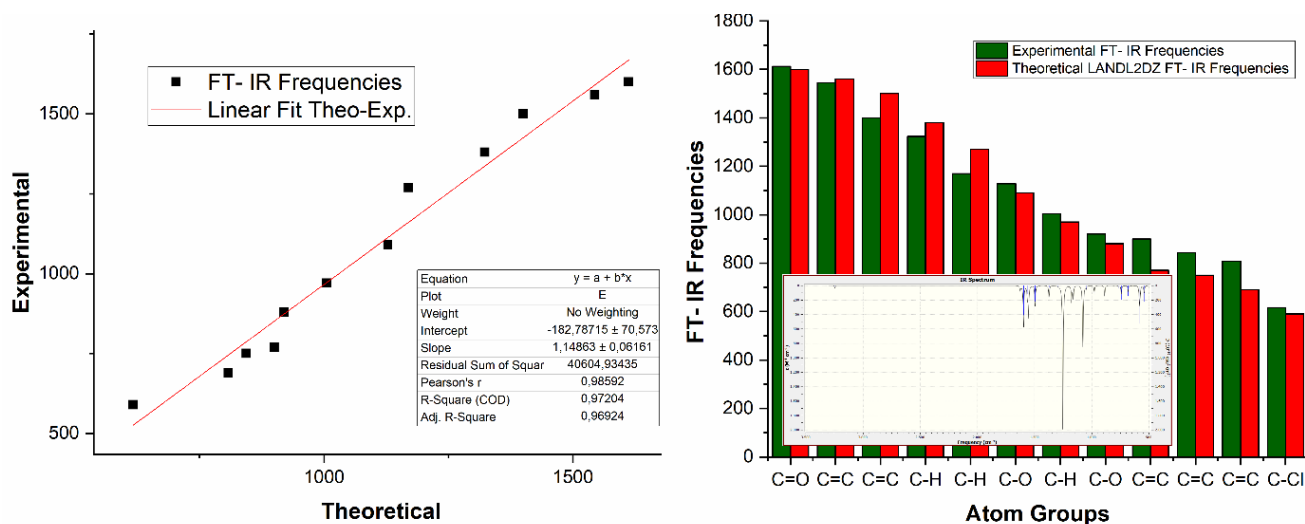 FT- IR Frequencies
Linear Fit Theo-Exp.
1500
1000
500
Experimental
Equation y = a + b*x
Plot E
Weight No Weighting
Intercept -182,78715 ± 70,573
Slope 1,14863 ± 0,06161
Residual Sum of Squar 40604,93435
Pearson's r 0,98592
R-Square (COD) 0,97204
Adj. R-Square 0,96924
1000 1500
Theoretical
1800
1600
1400
1200
1000
800
600
400
200
0
FT- IR Frequencies
Experimental FT- IR Frequencies
Theoretical LANDL2DZ FT- IR Frequencies
IR Spectrum
Frequency (cm⁻¹)
C=O C=C C=C C-H C-H C-O C-H C-O C=C C=C C=C C-Cl
Atom Groups